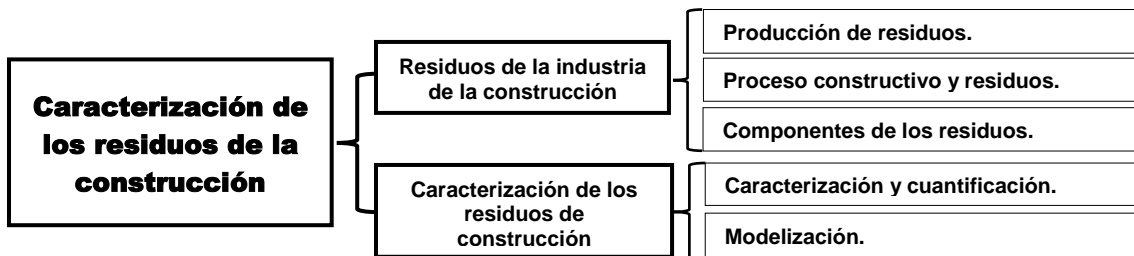 Caracterización de
los residuos de la
construcción
Residuos de la industria
de la construcción
Producción de residuos.
Proceso constructivo y residuos.
Componentes de los residuos.
Caracterización de los
residuos de
construcción
Caracterización y cuantificación.
Modelización.